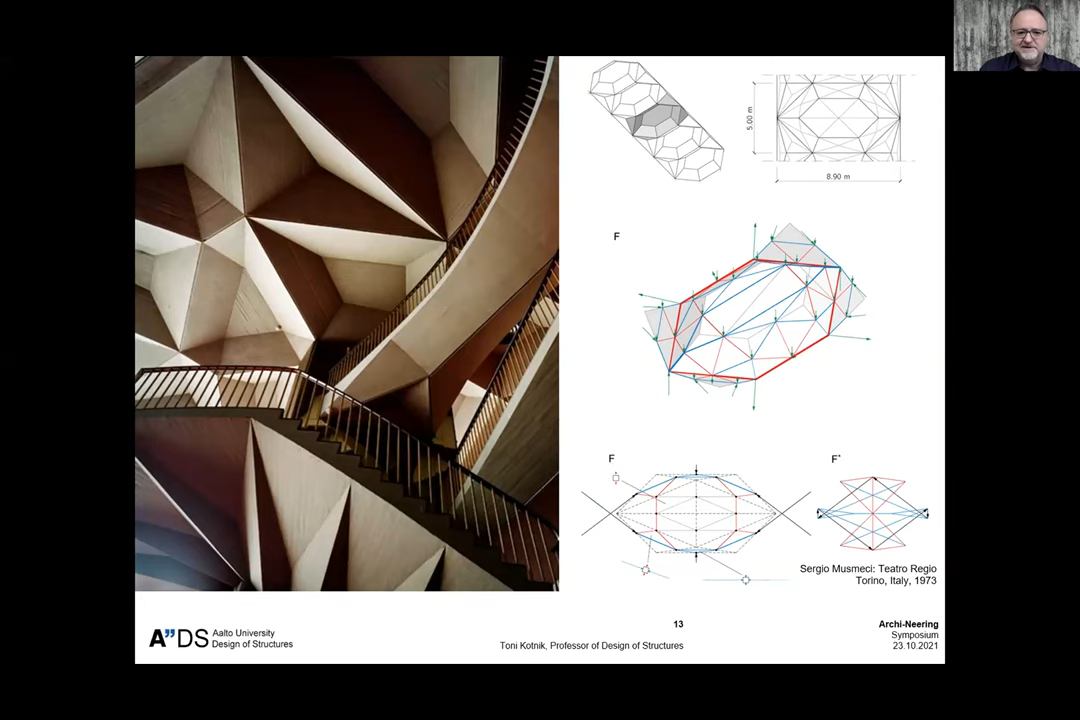 5.00 m
8.90 m
F
F
F*
Sergio Musmeci: Teatro Regio
Torino, Italy, 1973
A"DS Aalto University
Design of Structures
13
Toni Kotnik, Professor of Design of Structures
Archi-Neering
Symposium
23.10.2021